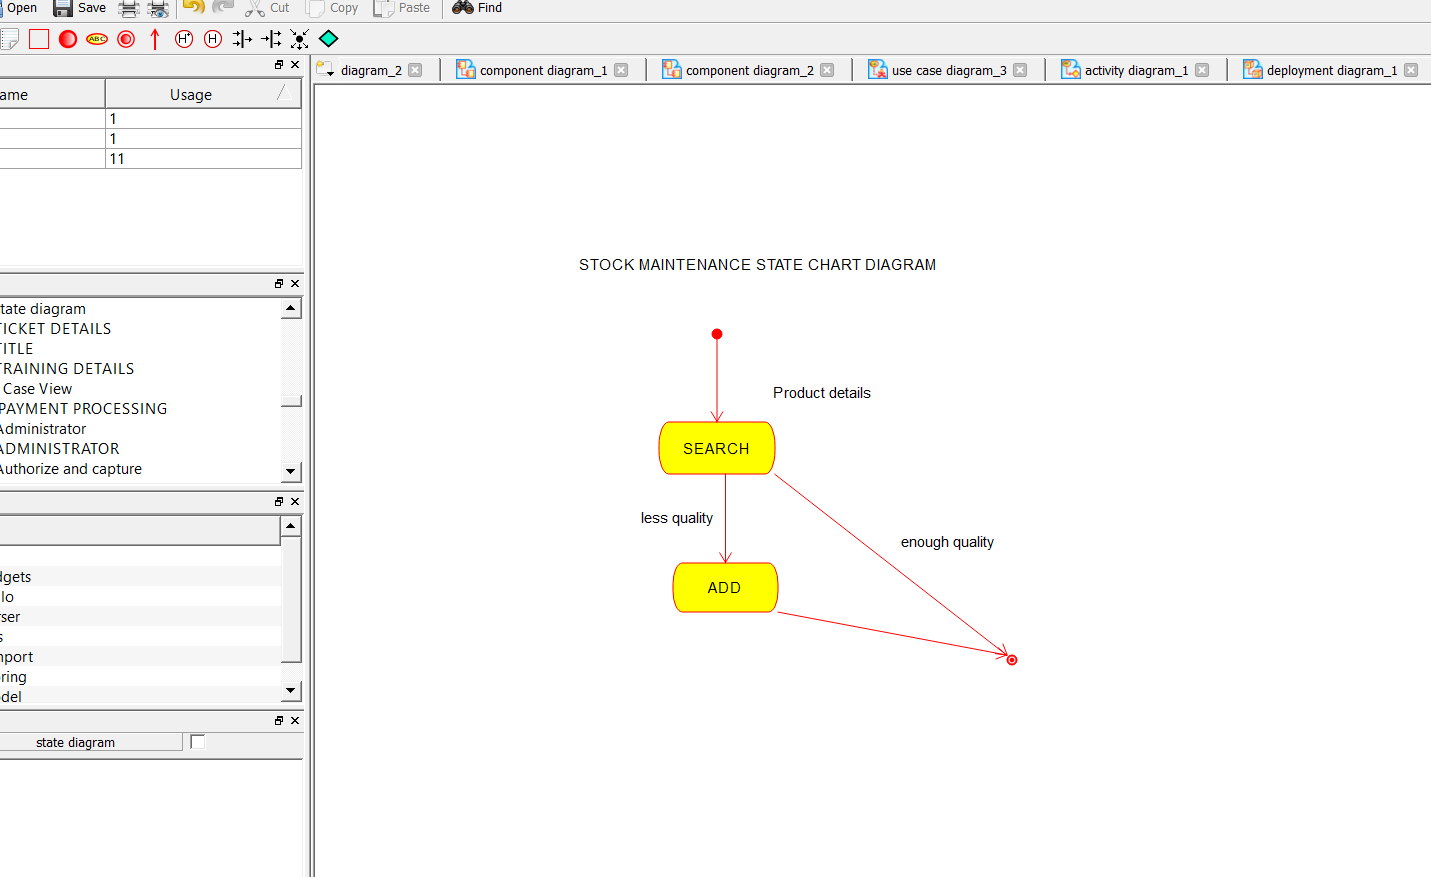 Open Save Cut Copy Paste Find
ABC H* H
diagram_2 component diagram_1 component diagram_2 use case diagram_3 activity diagram_1 deployment diagram_1
ame Usage
1
1
11
tate diagram
TICKET DETAILS
TITLE
TRAINING DETAILS
Case View
PAYMENT PROCESSING
Administrator
ADMINISTRATOR
Authorize and capture
dgets
lo
rser
s
nport
oring
odel
state diagram
STOCK MAINTENANCE STATE CHART DIAGRAM
Product details
SEARCH
less quality
enough quality
ADD